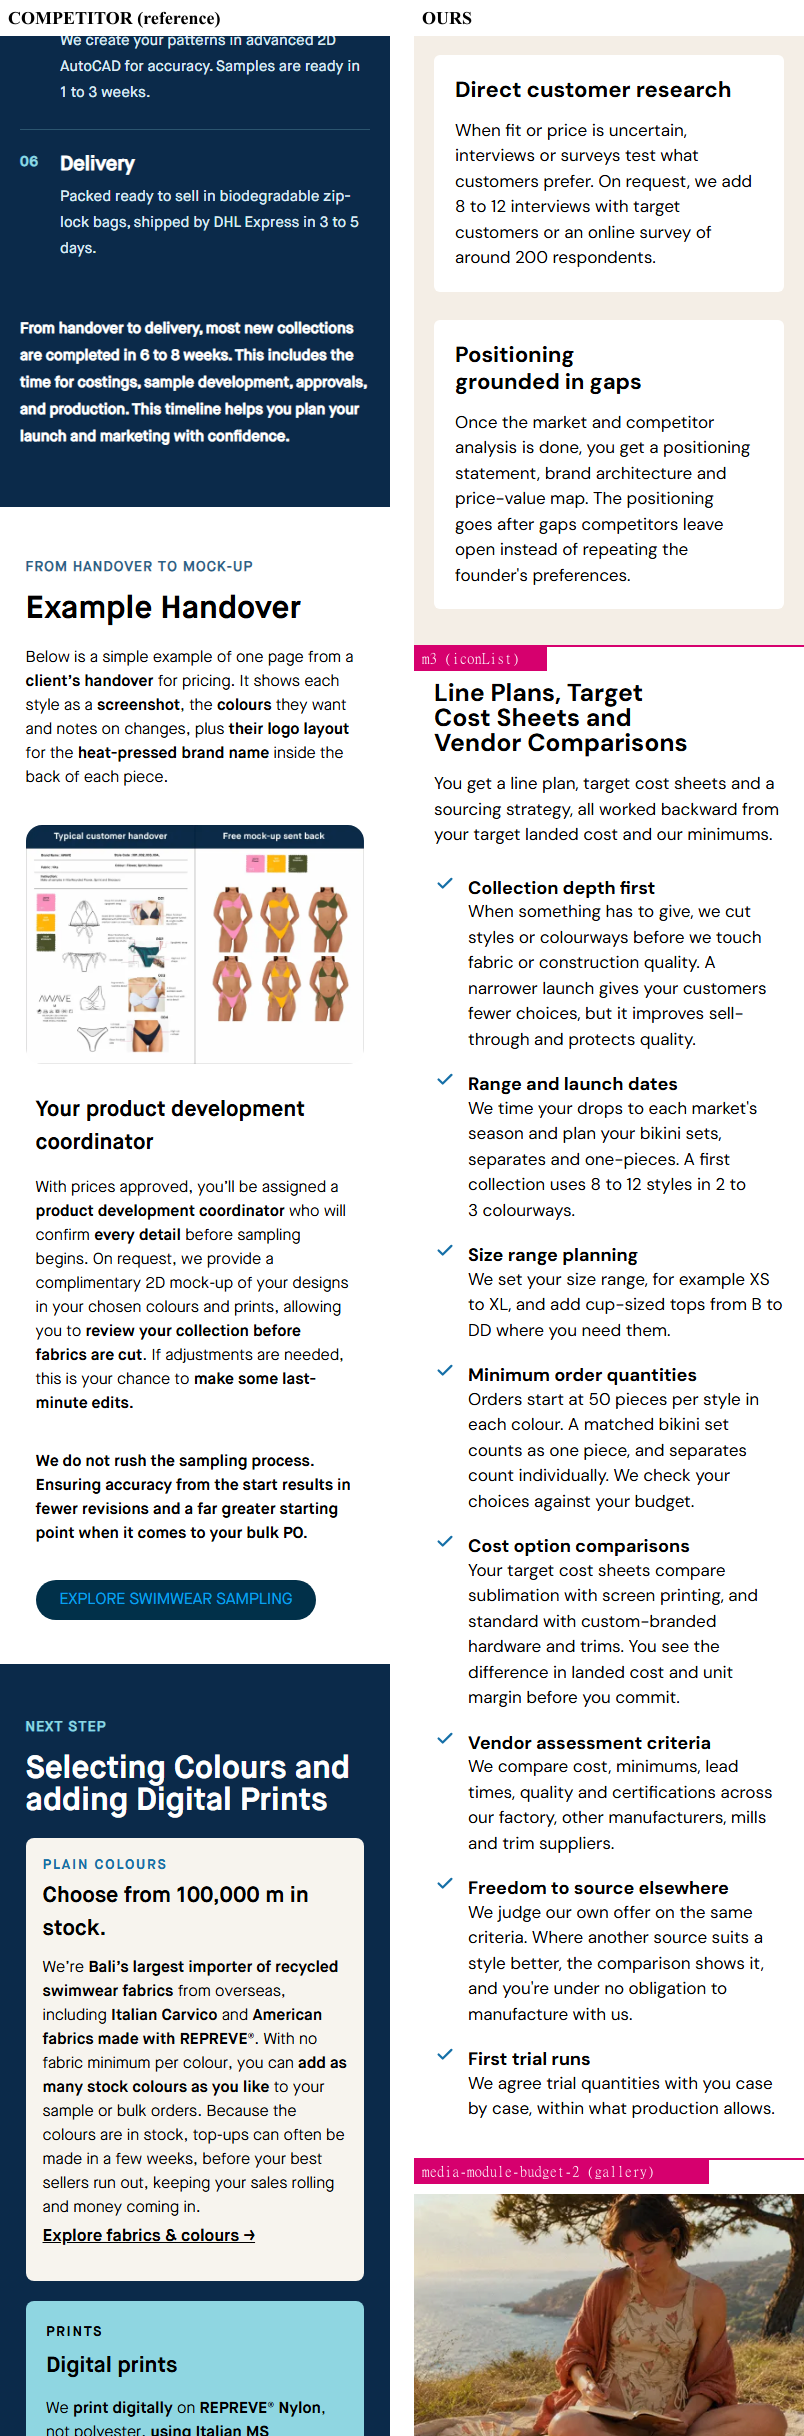 COMPETITOR (reference)
We create your patterns in advanced 2D
AutoCAD for accuracy. Samples are ready in
1 to 3 weeks.
06 Delivery
Packed ready to sell in biodegradable zip-
lock bags, shipped by DHL Express in 3 to 5
days.
From handover to delivery, most new collections
are completed in 6 to 8 weeks. This includes the
time for costings, sample development, approvals,
and production. This timeline helps you plan your
launch and marketing with confidence.
FROM HANDOVER TO MOCK-UP
Example Handover
Below is a simple example of one page from a
client's handover for pricing. It shows each
style as a screenshot, the colours they want
and notes on changes, plus their logo layout
for the heat-pressed brand name inside the
back of each piece.
Typical customer handover
Free mock-up sent back
AWAVE
Your product development
coordinator
With prices approved, you'll be assigned a
product development coordinator who will
confirm every detail before sampling
begins. On request, we provide a
complimentary 2D mock-up of your designs
in your chosen colours and prints, allowing
you to review your collection before
fabrics are cut. If adjustments are needed,
this is your chance to make some last-
minute edits.
We do not rush the sampling process.
Ensuring accuracy from the start results in
fewer revisions and a far greater starting
point when it comes to your bulk PO.
EXPLORE SWIMWEAR SAMPLING
NEXT STEP
Selecting Colours and
adding Digital Prints
PLAIN COLOURS
Choose from 100,000 m in
stock.
We're Bali's largest importer of recycled
swimwear fabrics from overseas,
including Italian Carvico and American
fabrics made with REPREVE®. With no
fabric minimum per colour, you can add as
many stock colours as you like to your
sample or bulk orders. Because the
colours are in stock, top-ups can often be
made in a few weeks, before your best
sellers run out, keeping your sales rolling
and money coming in.
Explore fabrics & colours →
PRINTS
Digital prints
We print digitally on REPREVE® Nylon,
not polyester, using Italian MS
OURS
Direct customer research
When fit or price is uncertain,
interviews or surveys test what
customers prefer. On request, we add
8 to 12 interviews with target
customers or an online survey of
around 200 respondents.
Positioning
grounded in gaps
Once the market and competitor
analysis is done, you get a positioning
statement, brand architecture and
price-value map. The positioning
goes after gaps competitors leave
open instead of repeating the
founder's preferences.
m3 (iconList)
Line Plans, Target
Cost Sheets and
Vendor Comparisons
You get a line plan, target cost sheets and a
sourcing strategy, all worked backward from
your target landed cost and our minimums.
Collection depth first
When something has to give, we cut
styles or colourways before we touch
fabric or construction quality. A
narrower launch gives your customers
fewer choices, but it improves sell-
through and protects quality.
Range and launch dates
We time your drops to each market's
season and plan your bikini sets,
separates and one-pieces. A first
collection uses 8 to 12 styles in 2 to
3 colourways.
Size range planning
We set your size range, for example XS
to XL, and add cup-sized tops from B to
DD where you need them.
Minimum order quantities
Orders start at 50 pieces per style in
each colour. A matched bikini set
counts as one piece, and separates
count individually. We check your
choices against your budget.
Cost option comparisons
Your target cost sheets compare
sublimation with screen printing, and
standard with custom-branded
hardware and trims. You see the
difference in landed cost and unit
margin before you commit.
Vendor assessment criteria
We compare cost, minimums, lead
times, quality and certifications across
our factory, other manufacturers, mills
and trim suppliers.
Freedom to source elsewhere
We judge our own offer on the same
criteria. Where another source suits a
style better, the comparison shows it,
and you're under no obligation to
manufacture with us.
First trial runs
We agree trial quantities with you case
by case, within what production allows.
media-module-budget-2 (gallery)